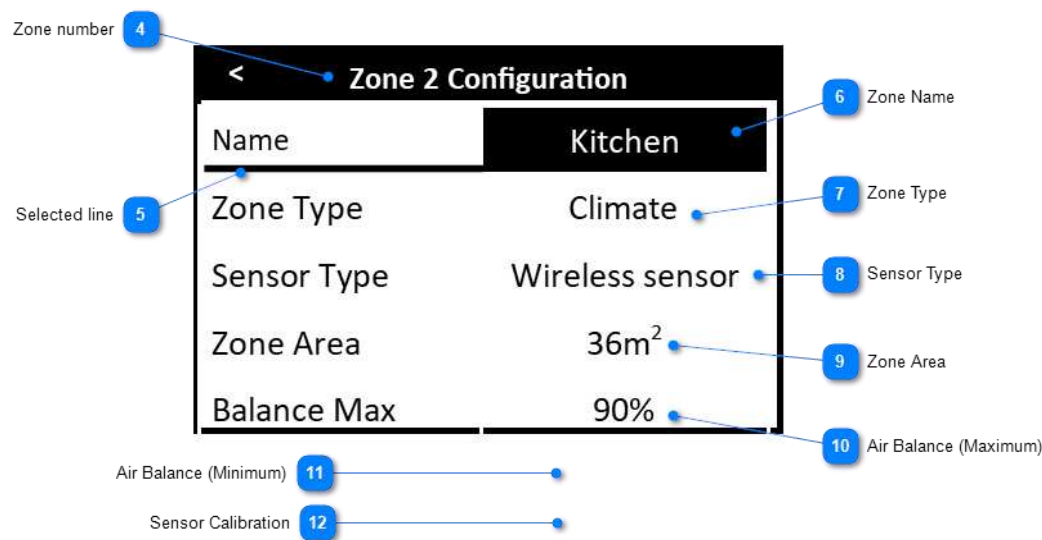 Zone number 4
< Zone 2 Configuration
6 Zone Name
Name Kitchen
7 Zone Type
Selected line 5
Zone Type Climate
Sensor Type Wireless sensor
8 Sensor Type
Zone Area 36m²
9 Zone Area
Balance Max 90%
10 Air Balance (Maximum)
Air Balance (Minimum) 11
Sensor Calibration 12